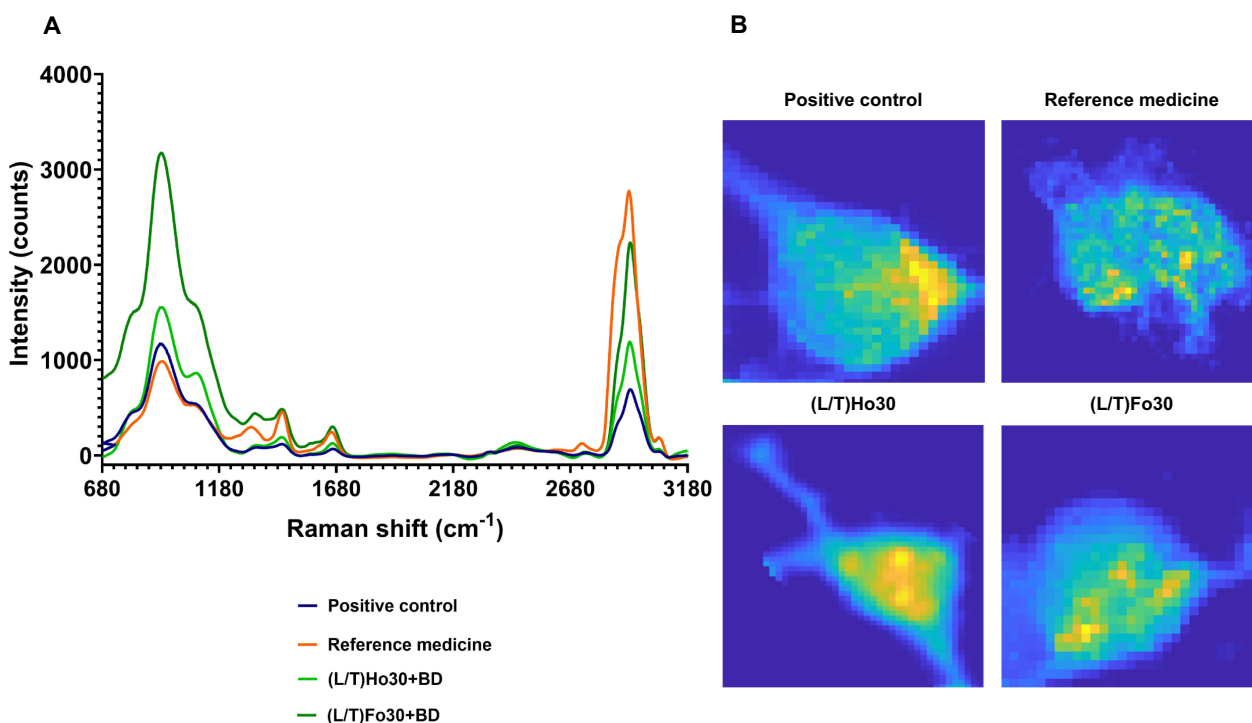 A
B
4000
3000
2000
1000
0
Intensity (counts)
680
1180
1680
2180
2680
3180
Raman shift (cm⁻¹)
Positive control
Reference medicine
(L/T)Ho30+BD
(L/T)Fo30+BD
Positive control
Reference medicine
(L/T)Ho30
(L/T)Fo30